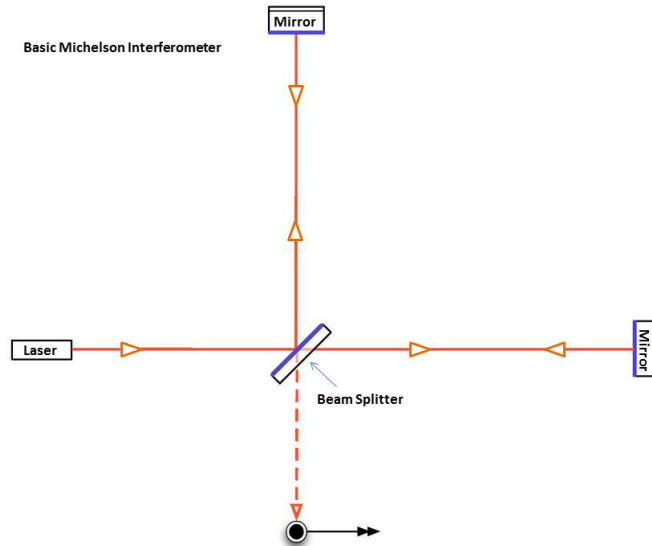 Mirror
Basic Michelson Interferometer
Laser
Mirror
Beam Splitter